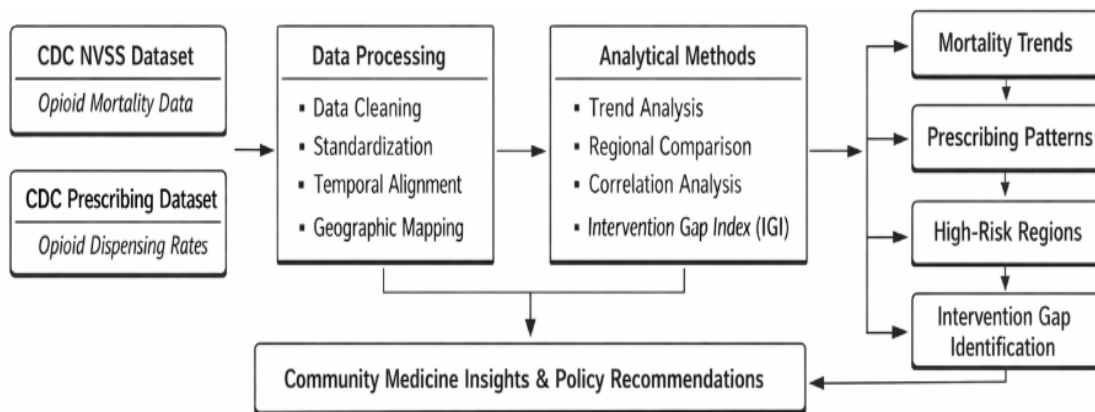 CDC NVSS Dataset
Opioid Mortality Data
CDC Prescribing Dataset
Opioid Dispensing Rates
Data Processing
▪ Data Cleaning
▪ Standardization
▪ Temporal Alignment
▪ Geographic Mapping
Analytical Methods
▪ Trend Analysis
▪ Regional Comparison
▪ Correlation Analysis
▪ Intervention Gap Index (IGI)
Mortality Trends
Prescribing Patterns
High-Risk Regions
Intervention Gap
Identification
Community Medicine Insights & Policy Recommendations